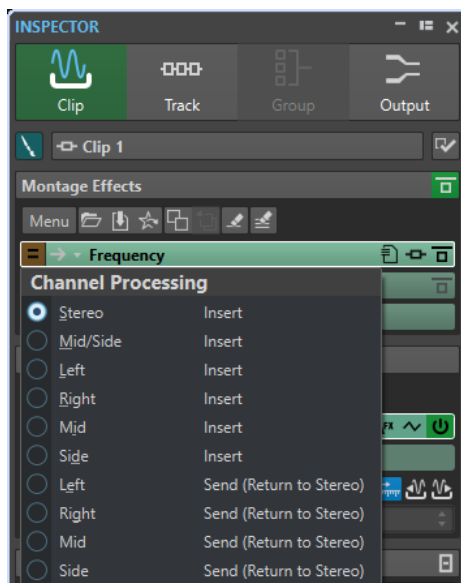 INSPECTOR
Clip Track Group Output
Clip 1
Montage Effects
Menu
Frequency
Channel Processing
Stereo Insert
Mid/Side Insert
Left Insert
Right Insert
Mid Insert
Side Insert
Left Send (Return to Stereo)
Right Send (Return to Stereo)
Mid Send (Return to Stereo)
Side Send (Return to Stereo)